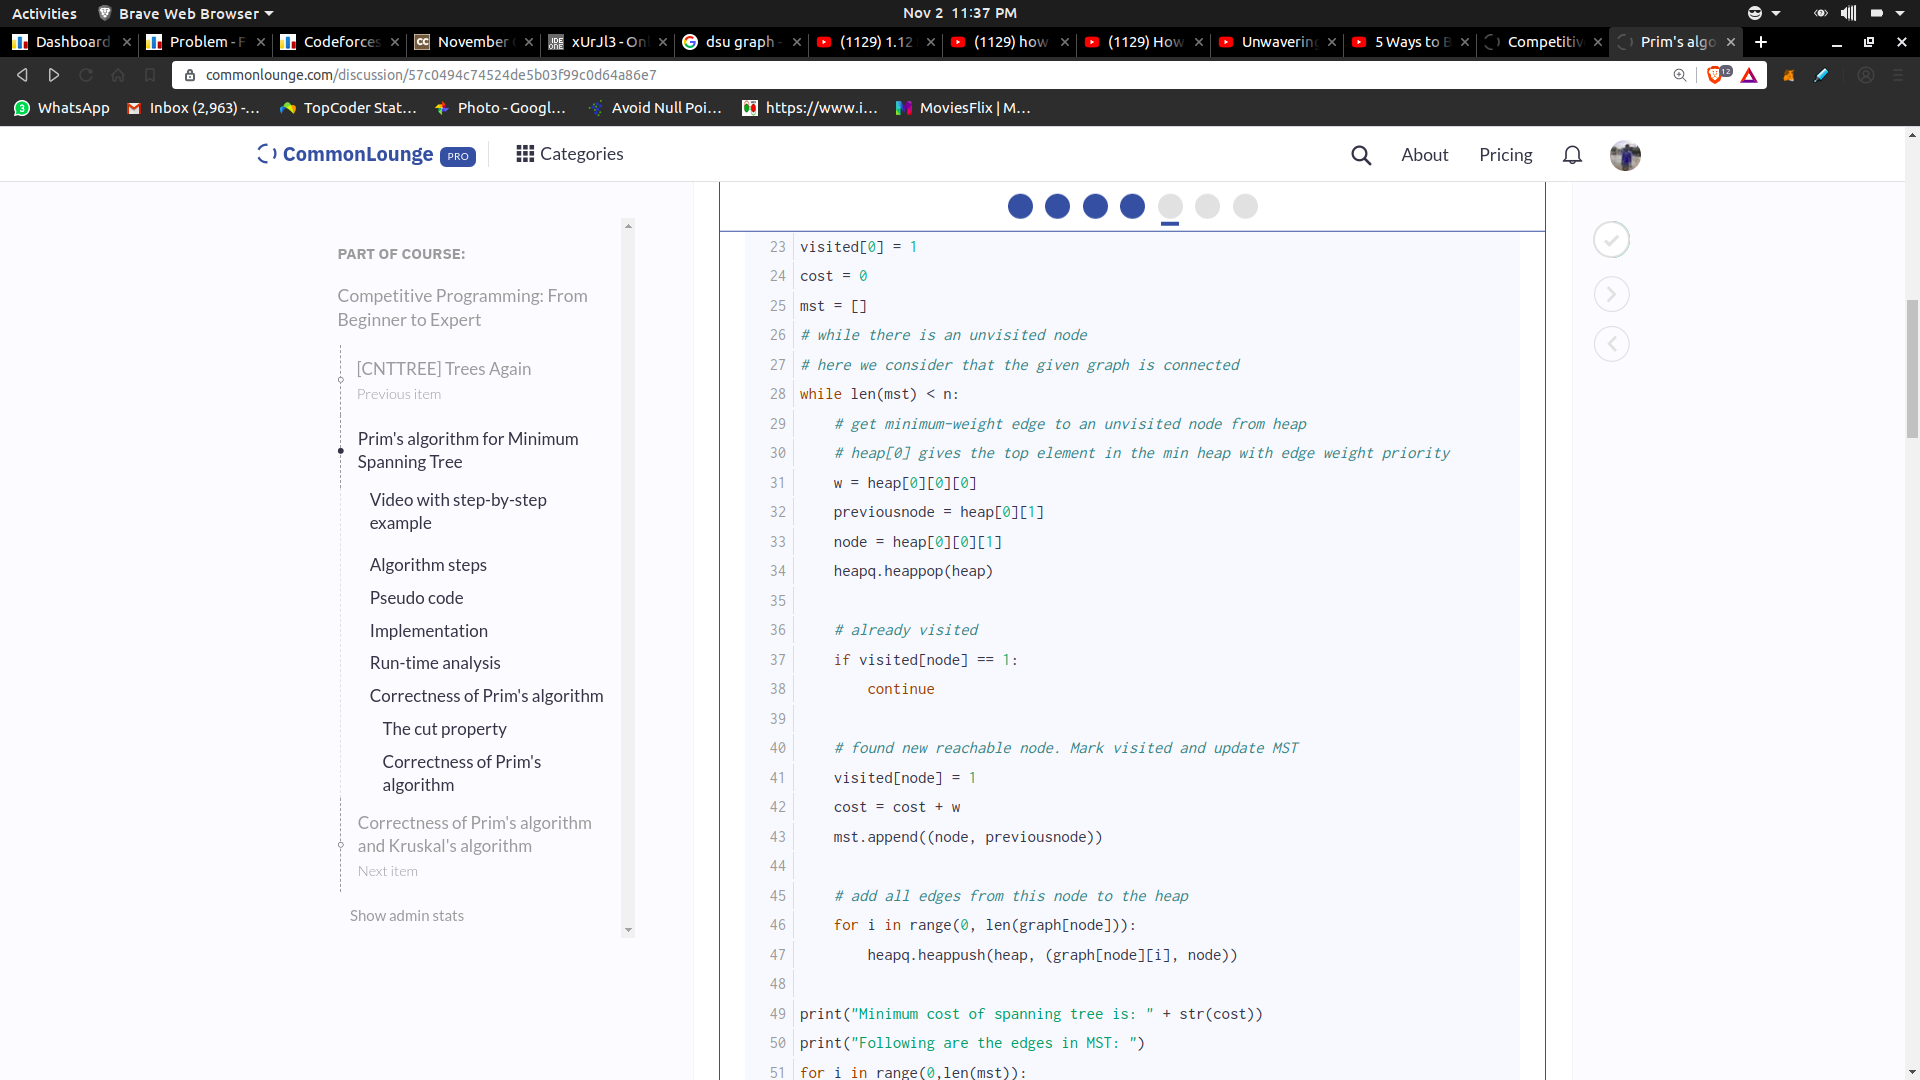 Activities Brave Web Browser Nov 2 11:37 PM
Dashboard Problem - F Codeforces November xUrJl3 - Onl dsu graph - (1129) 1.12 (1129) how (1129) How Unwavering 5 Ways to B Competitiv Prim's algo
commonlounge.com/discussion/57c0494c74524de5b03f99c0d64a86e7 12
WhatsApp Inbox (2,963) -... TopCoder Stat... Photo - Googl... Avoid Null Poi... https://www.i... MoviesFlix | M...
CommonLounge PRO Categories About Pricing
PART OF COURSE:
Competitive Programming: From
Beginner to Expert
[CNTTREE] Trees Again
Previous item
Prim's algorithm for Minimum
Spanning Tree
Video with step-by-step
example
Algorithm steps
Pseudo code
Implementation
Run-time analysis
Correctness of Prim's algorithm
The cut property
Correctness of Prim's
algorithm
Correctness of Prim's algorithm
and Kruskal's algorithm
Next item
Show admin stats
23 visited[0] = 1
24 cost = 0
25 mst = []
26 # while there is an unvisited node
27 # here we consider that the given graph is connected
28 while len(mst) < n:
29 # get minimum-weight edge to an unvisited node from heap
30 # heap[0] gives the top element in the min heap with edge weight priority
31 w = heap[0][0][0]
32 previousnode = heap[0][1]
33 node = heap[0][0][1]
34 heapq.heappop(heap)
35
36 # already visited
37 if visited[node] == 1:
38 continue
39
40 # found new reachable node. Mark visited and update MST
41 visited[node] = 1
42 cost = cost + w
43 mst.append((node, previousnode))
44
45 # add all edges from this node to the heap
46 for i in range(0, len(graph[node])):
47 heapq.heappush(heap, (graph[node][i], node))
48
49 print("Minimum cost of spanning tree is: " + str(cost))
50 print("Following are the edges in MST: ")
51 for i in range(0,len(mst)):